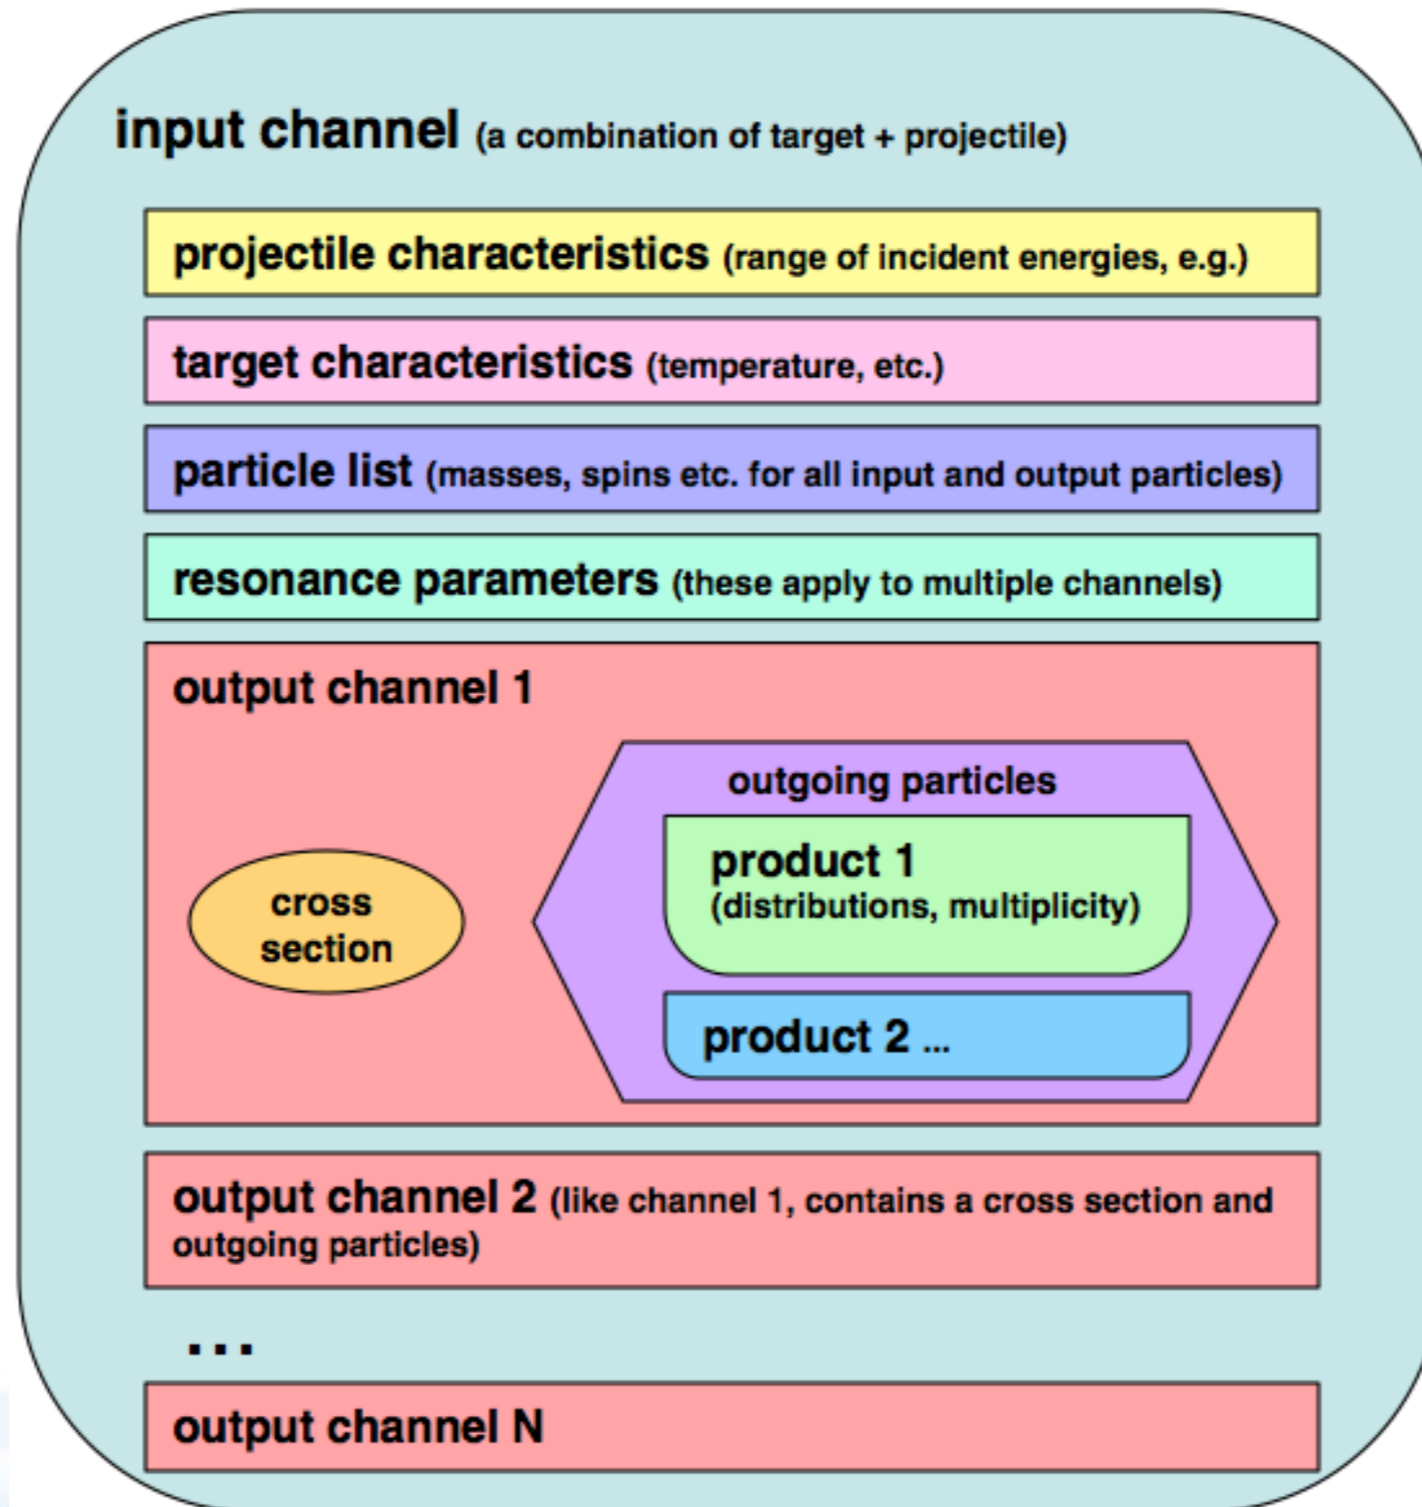 input channel (a combination of target + projectile)
projectile characteristics (range of incident energies, e.g.)
target characteristics (temperature, etc.)
particle list (masses, spins etc. for all input and output particles)
resonance parameters (these apply to multiple channels)
output channel 1
outgoing particles
product 1
(distributions, multiplicity)
cross
section
product 2 ...
output channel 2 (like channel 1, contains a cross section and
outgoing particles)
...
output channel N